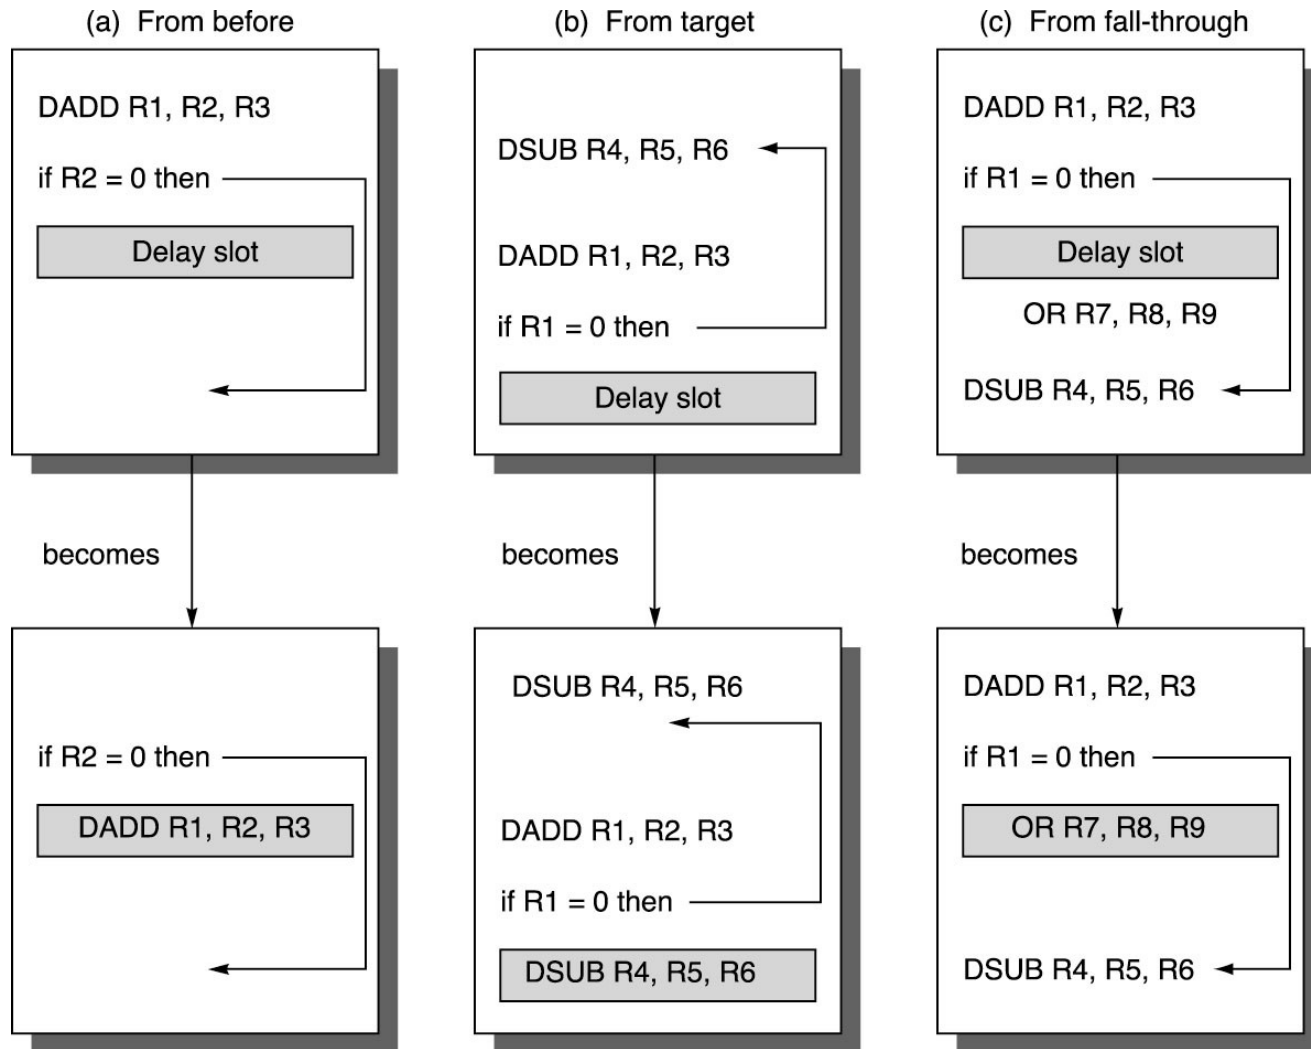 (a) From before
DADD R1, R2, R3
if R2 = 0 then
Delay slot
becomes
if R2 = 0 then
DADD R1, R2, R3
(b) From target
DSUB R4, R5, R6
DADD R1, R2, R3
if R1 = 0 then
Delay slot
becomes
DSUB R4, R5, R6
DADD R1, R2, R3
if R1 = 0 then
DSUB R4, R5, R6
(c) From fall-through
DADD R1, R2, R3
if R1 = 0 then
Delay slot
OR R7, R8, R9
DSUB R4, R5, R6
becomes
DADD R1, R2, R3
if R1 = 0 then
OR R7, R8, R9
DSUB R4, R5, R6